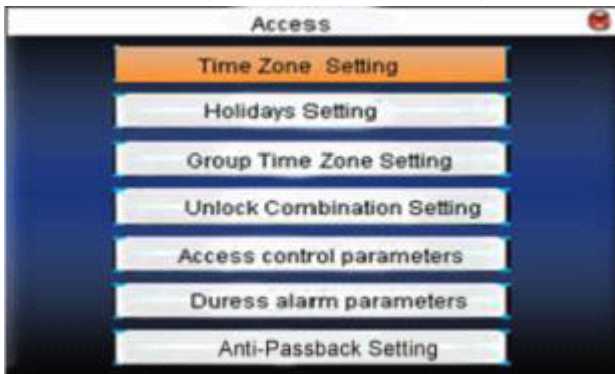 Access
Time Zone Setting
Holidays Setting
Group Time Zone Setting
Unlock Combination Setting
Access control parameters
Duress alarm parameters
Anti-Passback Setting